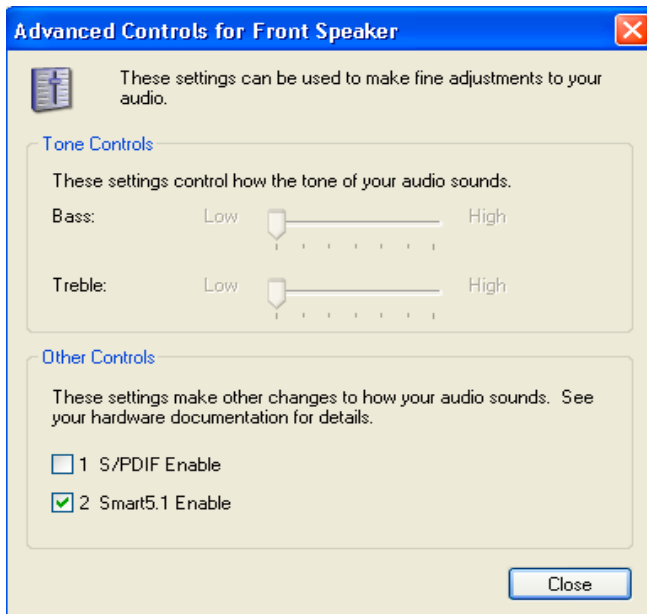 Advanced Controls for Front Speaker
These settings can be used to make fine adjustments to your
audio.
Tone Controls
These settings control how the tone of your audio sounds.
Bass: Low High
Treble: Low High
Other Controls
These settings make other changes to how your audio sounds.  See
your hardware documentation for details.
1 S/PDIF Enable
2 Smart5.1 Enable
Close